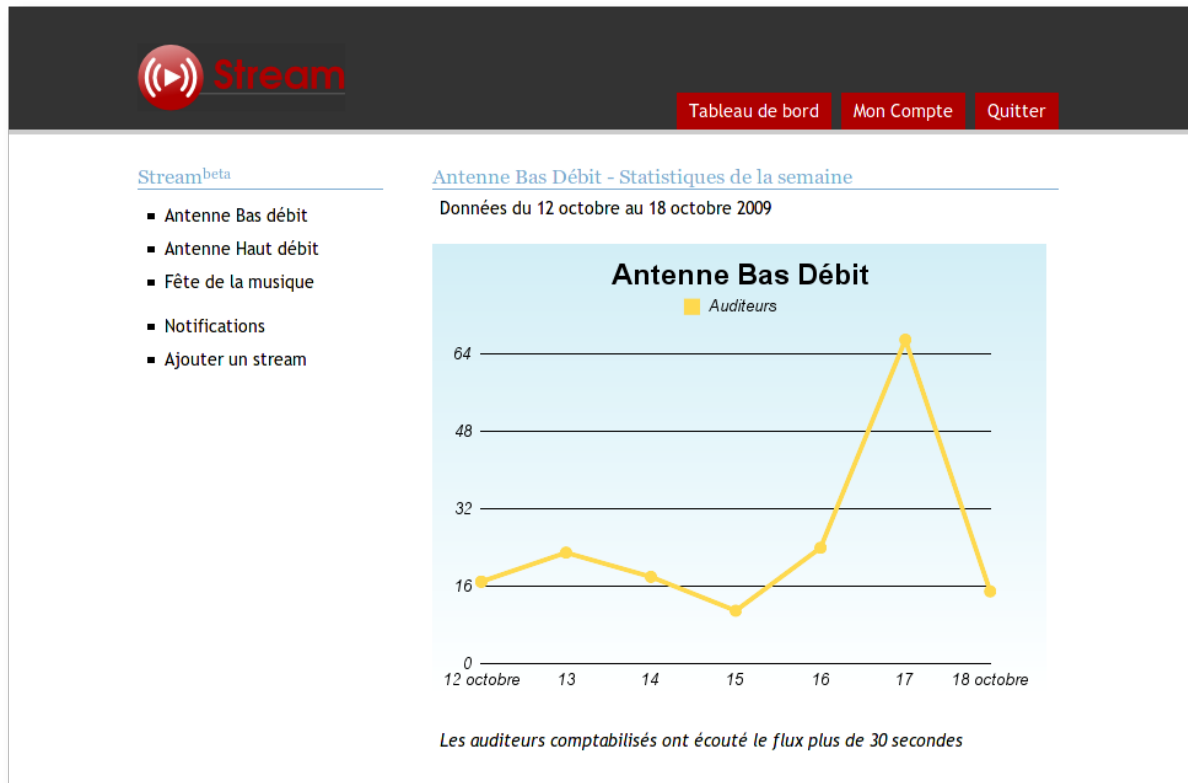 Stream
Tableau de bord Mon Compte Quitter
Streambeta
Antenne Bas débit
Antenne Haut débit
Fête de la musique
Notifications
Ajouter un stream
Antenne Bas Débit - Statistiques de la semaine
Données du 12 octobre au 18 octobre 2009
Antenne Bas Débit
Auditeurs
64
48
32
16
0
12 octobre 13 14 15 16 17 18 octobre
Les auditeurs comptabilisés ont écouté le flux plus de 30 secondes